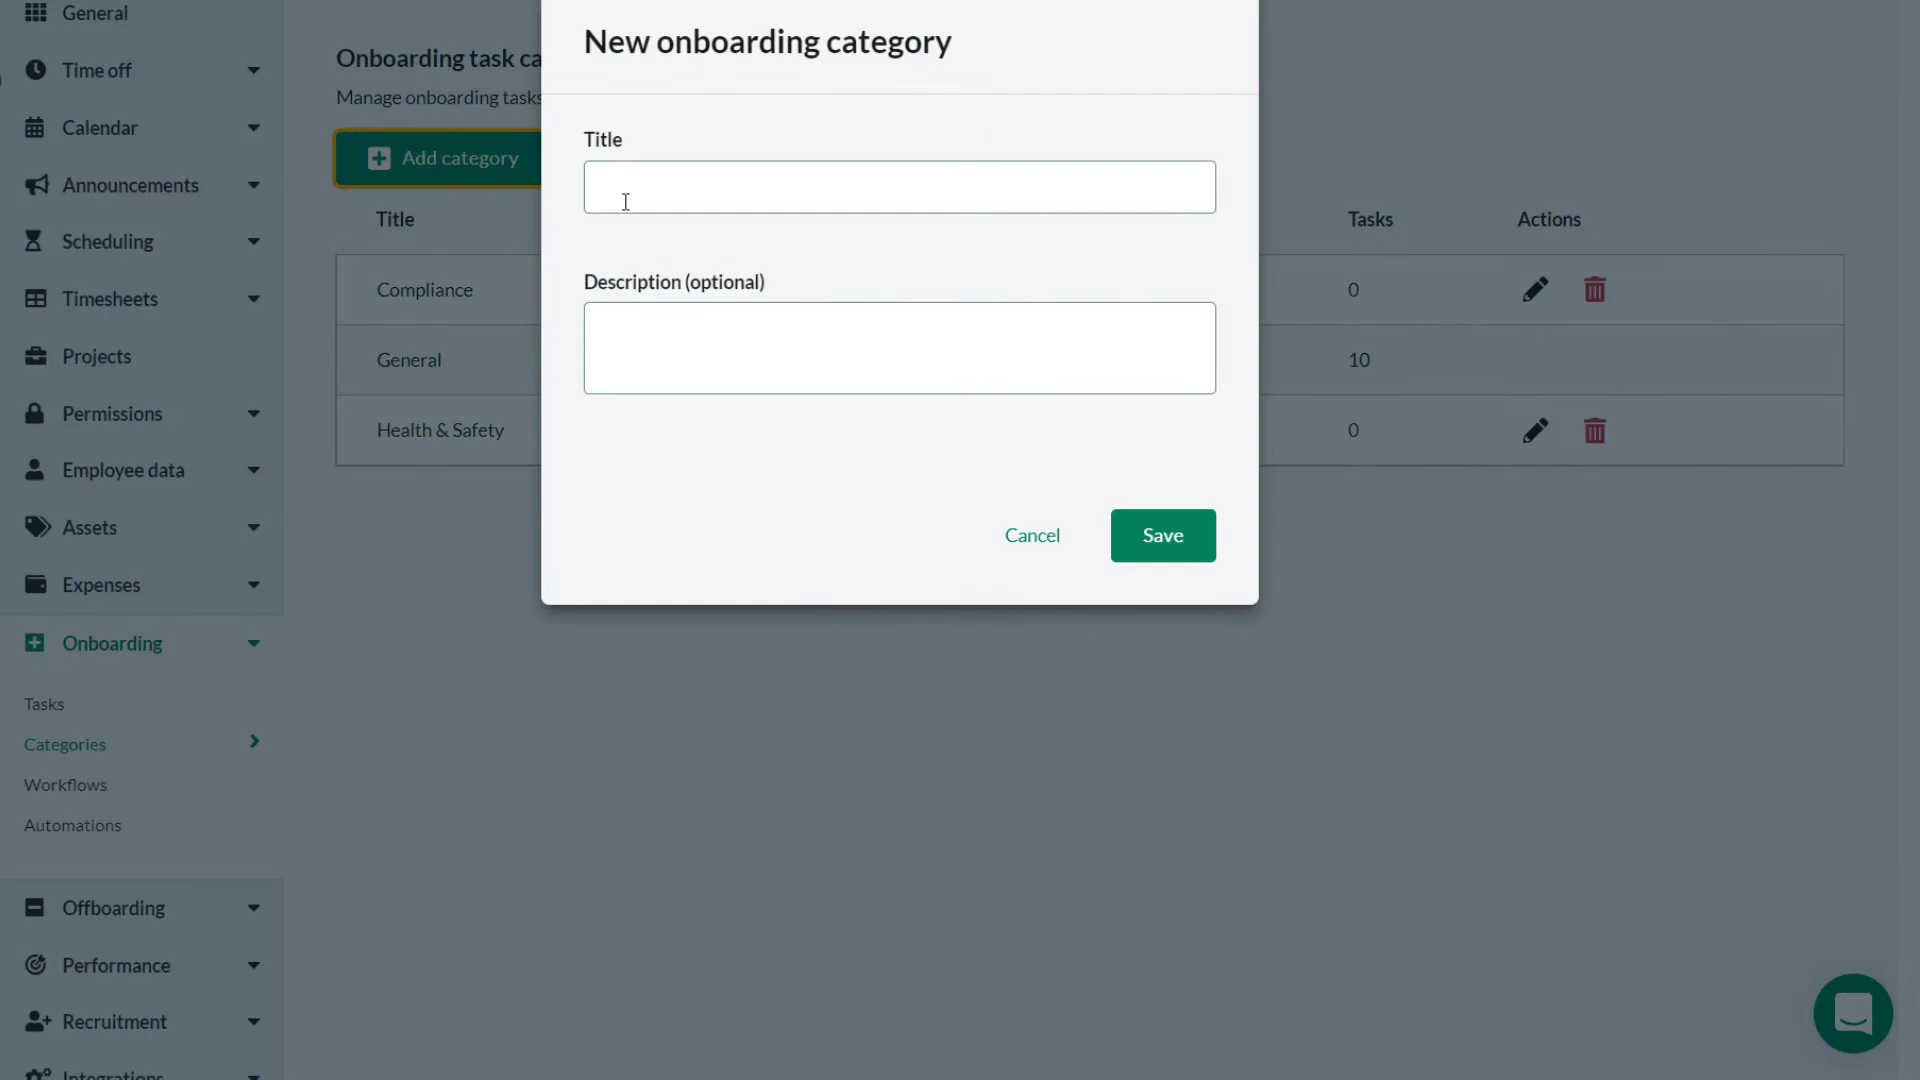 General
Time off
Calendar
Announcements
Scheduling
Timesheets
Projects
Permissions
Employee data
Assets
Expenses
Onboarding
Tasks
Categories
Workflows
Automations
Offboarding
Performance
Recruitment
Integrations
Onboarding task ca
Manage onboarding tasks
Add category
Title
Tasks
Actions
Compliance
0
General
10
Health & Safety
0
New onboarding category
Title
Description (optional)
Cancel
Save